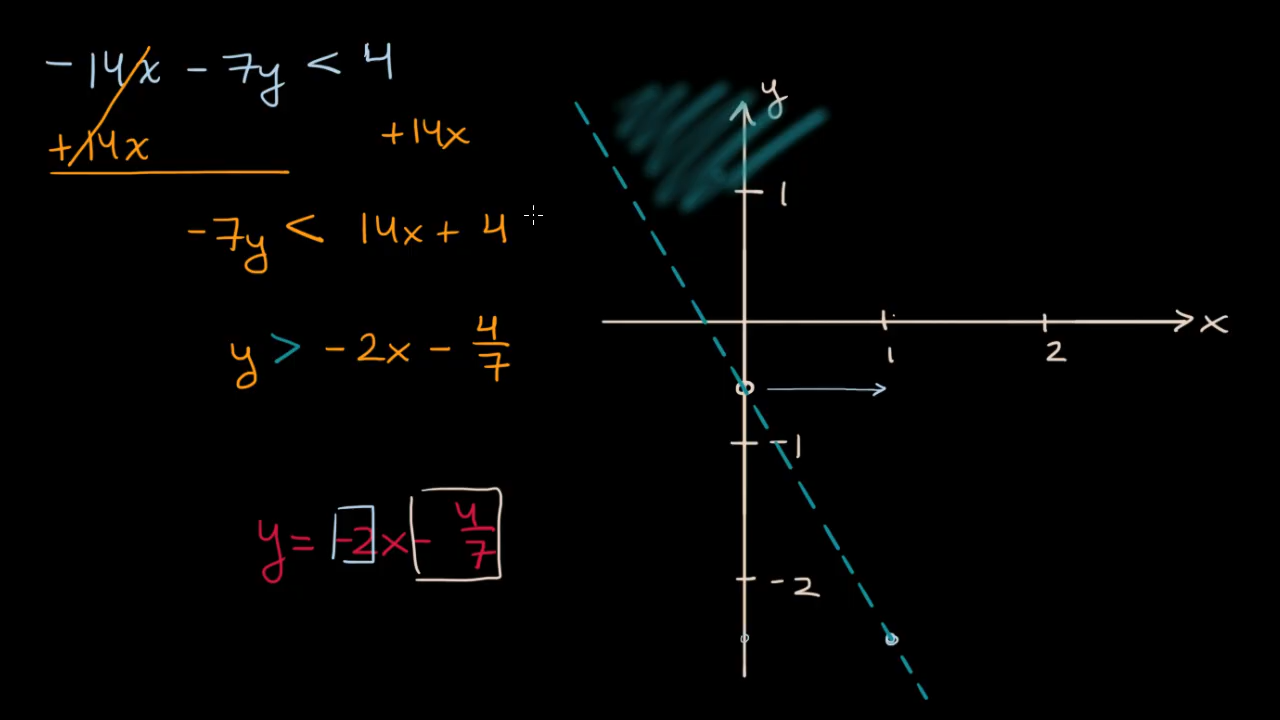 -14x - 7y < 4
+14x +14x
-7y < 14x + 4
y > -2x - 4/7
y = -2x - 4/7
y
1
x
1
2
-1
-2